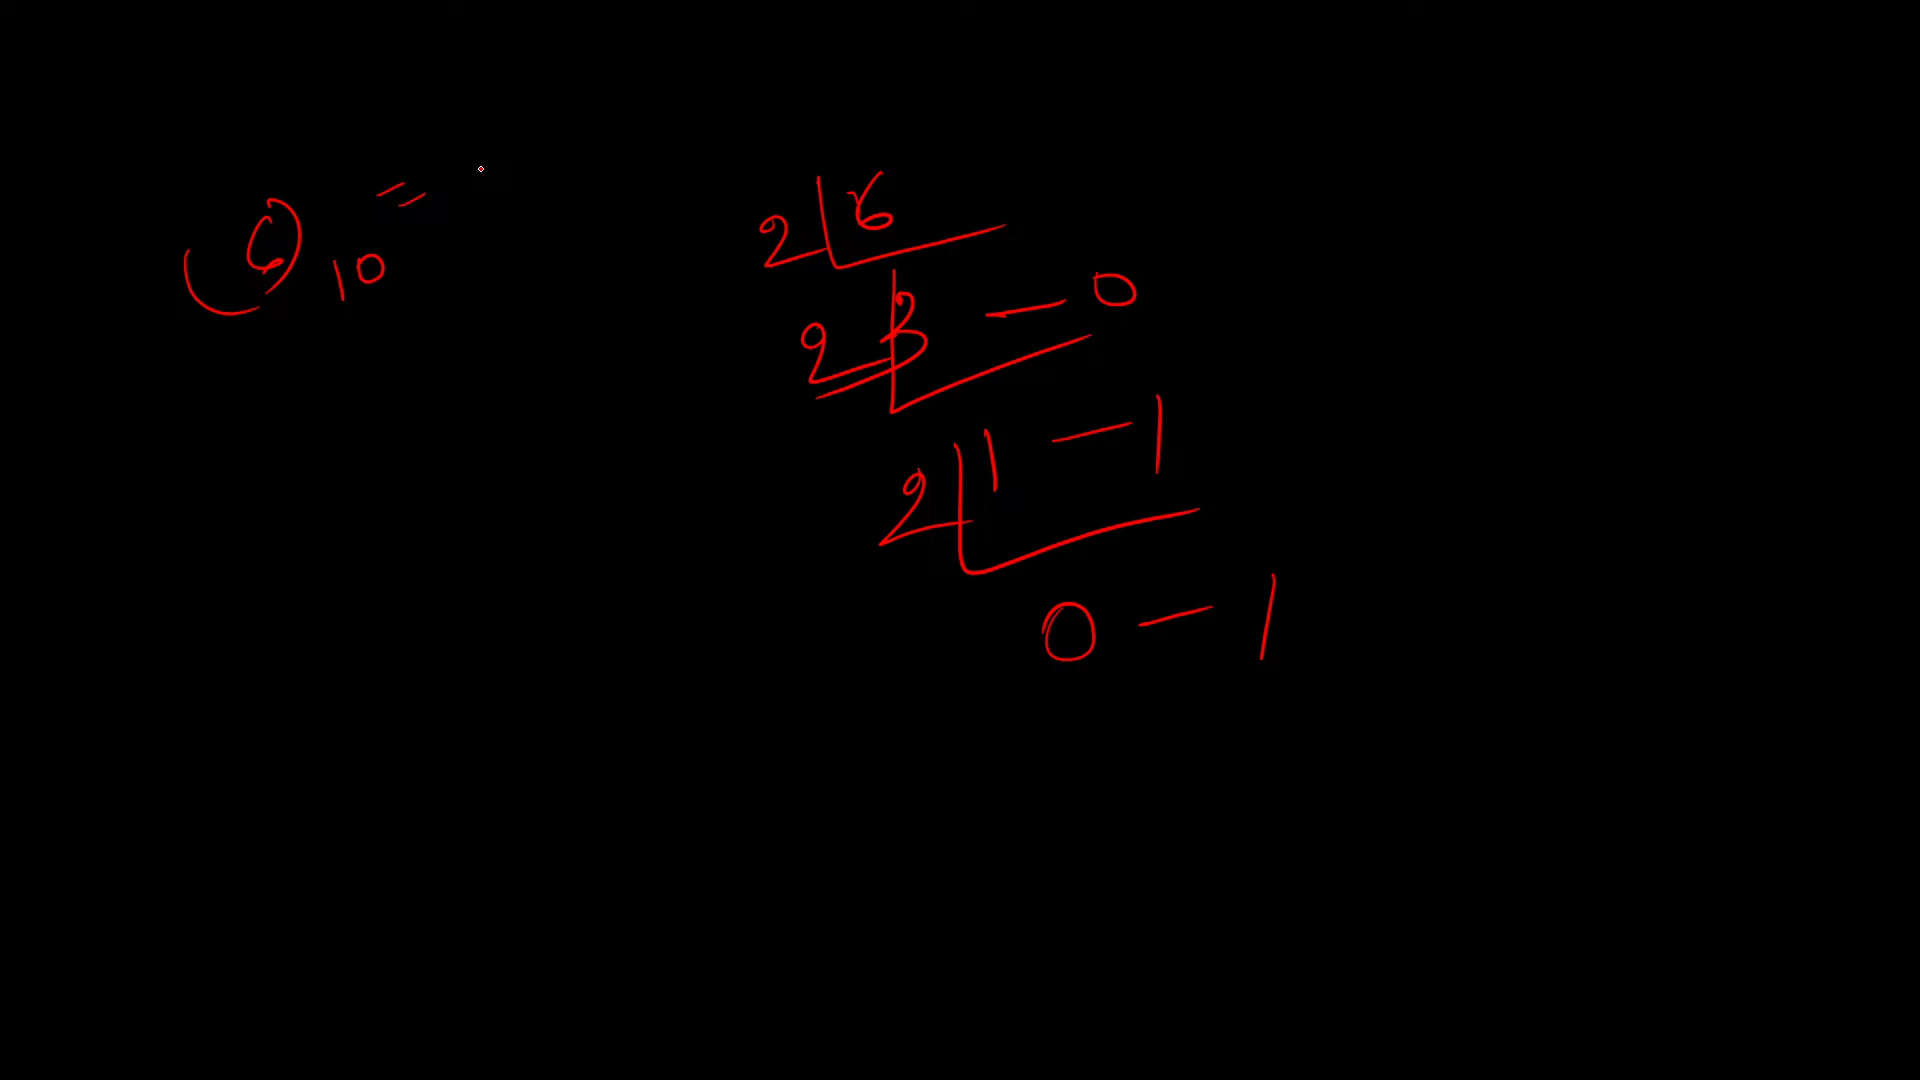 (6)10 =
2|6
2|3 — 0
2|1 — 1
0 — 1